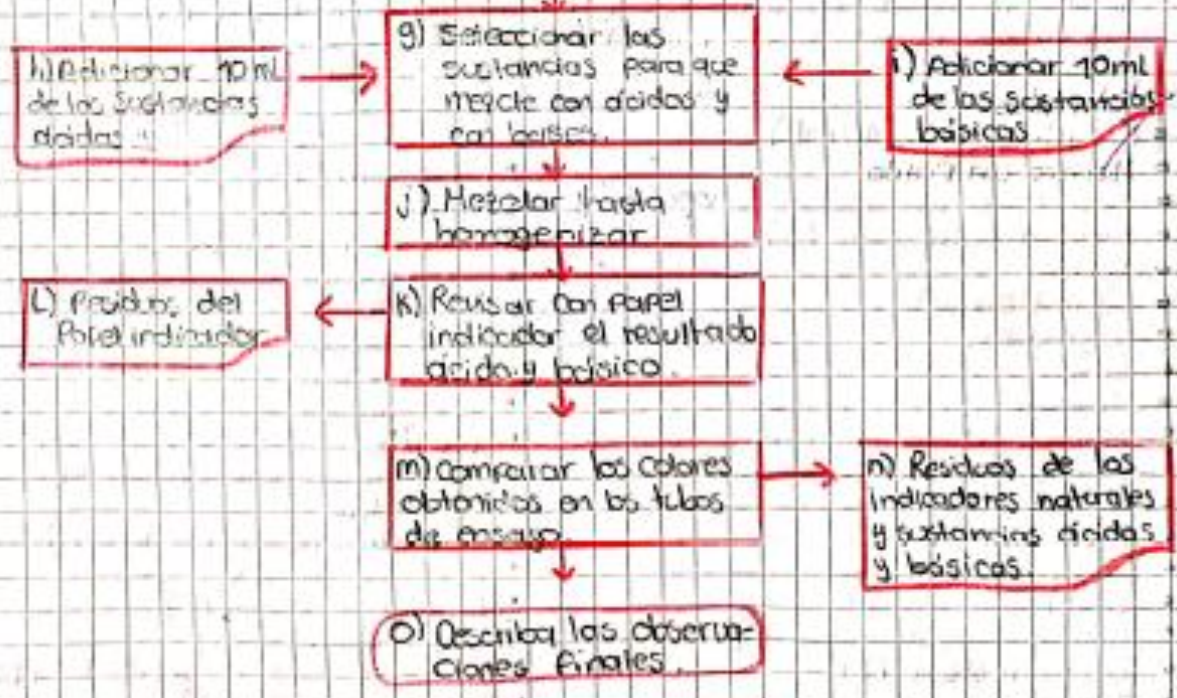 g) Seleccionar las
sustancias para que
mezcle con ácidos y
con bases.
h) Adicionar 10 ml
de las sustancias
ácidas
i) Adicionar 10ml
de las sustancias
básicas.
j) Mezclar hasta
homogenizar
k) Revisar con papel
indicador el resultado
ácido y básico.
L) Residuos del
Papel indicador
m) Comparar los colores
obtenidos en los tubos
de ensayo.
n) Residuos de los
indicadores naturales
y sustancias ácidas
y básicas.
o) Describa las observa-
ciones finales.